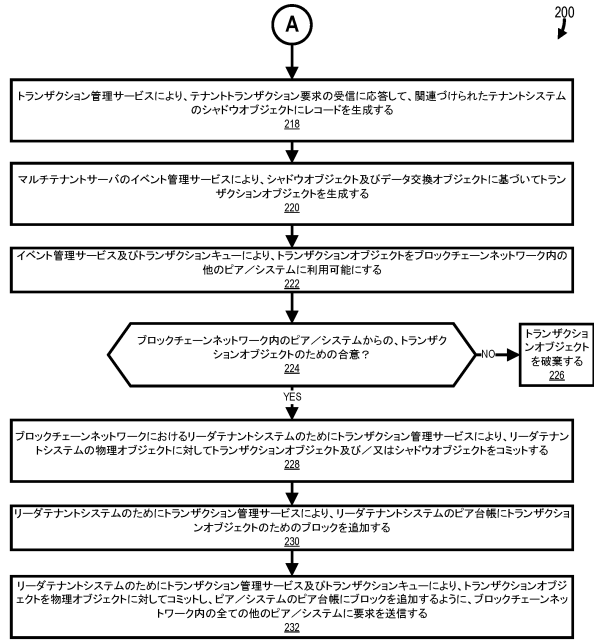 200
A
トランザクション管理サービスにより、テナントトランザクション要求の受信に応答して、関連づけられたテナントシステム
のシャドウオブジェクトにレコードを生成する
218
マルチテナントサーバのイベント管理サービスにより、シャドウオブジェクト及びデータ交換オブジェクトに基づいてトラン
ザクションオブジェクトを生成する
220
イベント管理サービス及びトランザクションキューにより、トランザクションオブジェクトをブロックチェーンネットワーク内の
他のピア／システムに利用可能にする
222
ブロックチェーンネットワーク内のピア／システムからの、トランザク
ションオブジェクトのための合意？
224
NO
トランザクシ
ョンオブジェク
トを破棄する
226
YES
ブロックチェーンネットワークにおけるリーダテナントシステムのためにトランザクション管理サービスにより、リーダテナン
トシステムの物理オブジェクトに対してトランザクションオブジェクト及び／又はシャドウオブジェクトをコミットする
228
リーダテナントシステムのためにトランザクション管理サービスにより、リーダテナントシステムのピア台帳にトランザクショ
ンオブジェクトのためのブロックを追加する
230
リーダテナントシステムのためにトランザクション管理サービス及びトランザクションキューにより、トランザクションオブジェ
クトを物理オブジェクトに対してコミットし、ピア／システムのピア台帳にブロックを追加するように、ブロックチェーンネッ
トワーク内の全ての他のピア／システムに要求を送信する
232